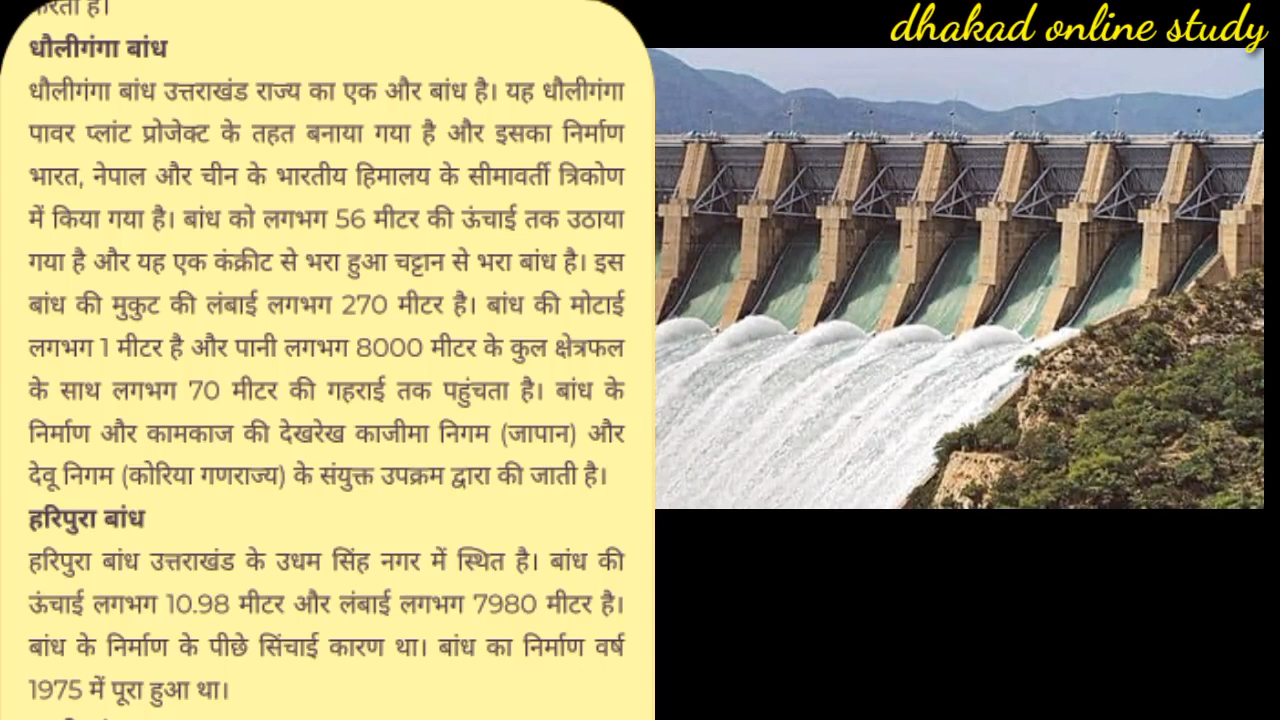 करता है।
dhakad online study
धौलीगंगा बांध
धौलीगंगा बांध उत्तराखंड राज्य का एक और बांध है। यह धौलीगंगा
पावर प्लांट प्रोजेक्ट के तहत बनाया गया है और इसका निर्माण
भारत, नेपाल और चीन के भारतीय हिमालय के सीमावर्ती त्रिकोण
में किया गया है। बांध को लगभग 56 मीटर की ऊंचाई तक उठाया
गया है और यह एक कंक्रीट से भरा हुआ चट्टान से भरा बांध है। इस
बांध की मुकुट की लंबाई लगभग 270 मीटर है। बांध की मोटाई
लगभग 1 मीटर है और पानी लगभग 8000 मीटर के कुल क्षेत्रफल
के साथ लगभग 70 मीटर की गहराई तक पहुंचता है। बांध के
निर्माण और कामकाज की देखरेख काजीमा निगम (जापान) और
देवू निगम (कोरिया गणराज्य) के संयुक्त उपक्रम द्वारा की जाती है।
हरिपुरा बांध
हरिपुरा बांध उत्तराखंड के उधम सिंह नगर में स्थित है। बांध की
ऊंचाई लगभग 10.98 मीटर और लंबाई लगभग 7980 मीटर है।
बांध के निर्माण के पीछे सिंचाई कारण था। बांध का निर्माण वर्ष
1975 में पूरा हुआ था।